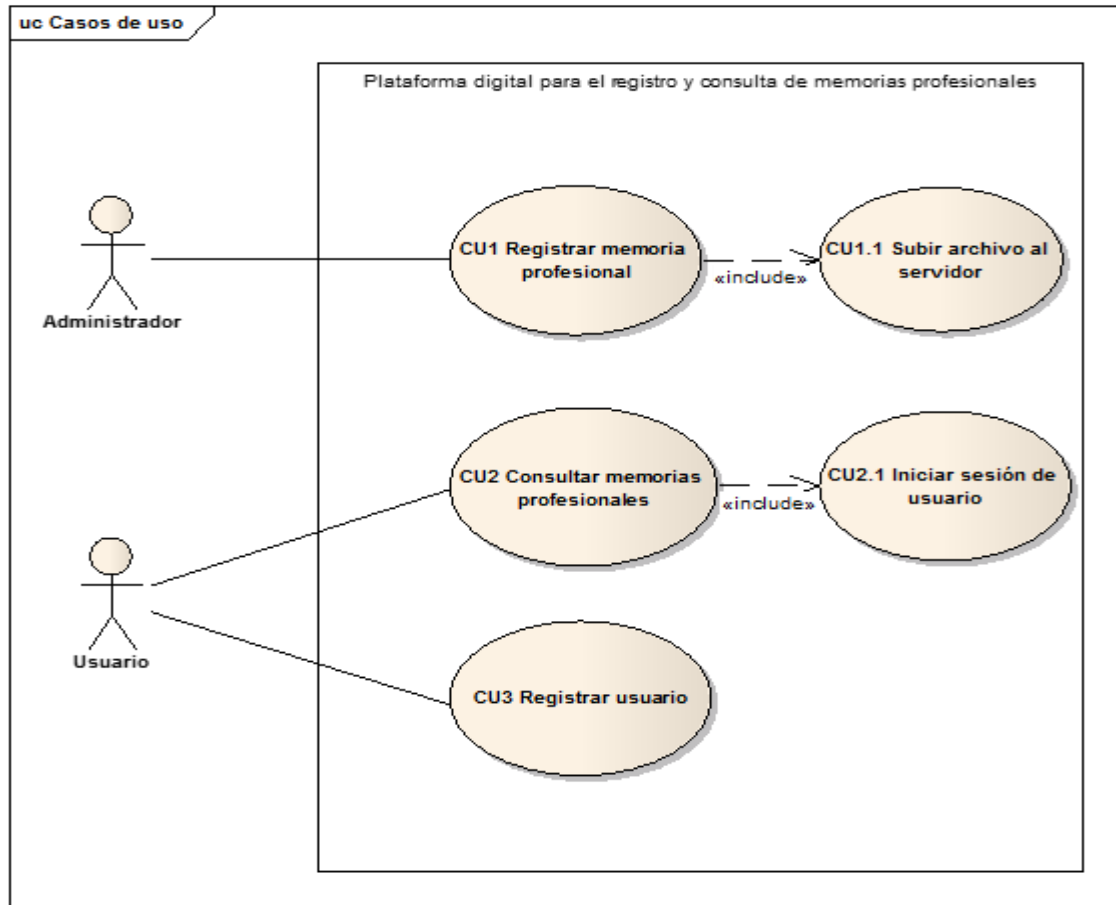 uc Casos de uso
Plataforma digital para el registro y consulta de memorias profesionales
Administrador
CU1 Registrar memoria
profesional
«include»
CU1.1 Subir archivo al
servidor
Usuario
CU2 Consultar memorias
profesionales
«include»
CU2.1 Iniciar sesión de
usuario
CU3 Registrar usuario